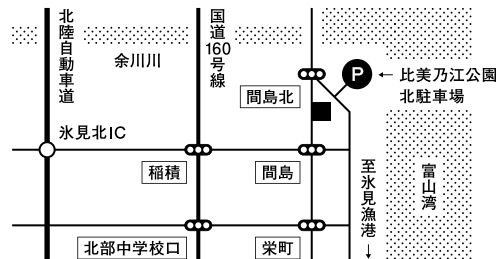 北陸自動車道
国道160号線
余川川
P
← 比美乃江公園
北駐車場
間島北
氷見北IC
稲積
間島
至氷見漁港
↓
富山湾
北部中学校口
栄町